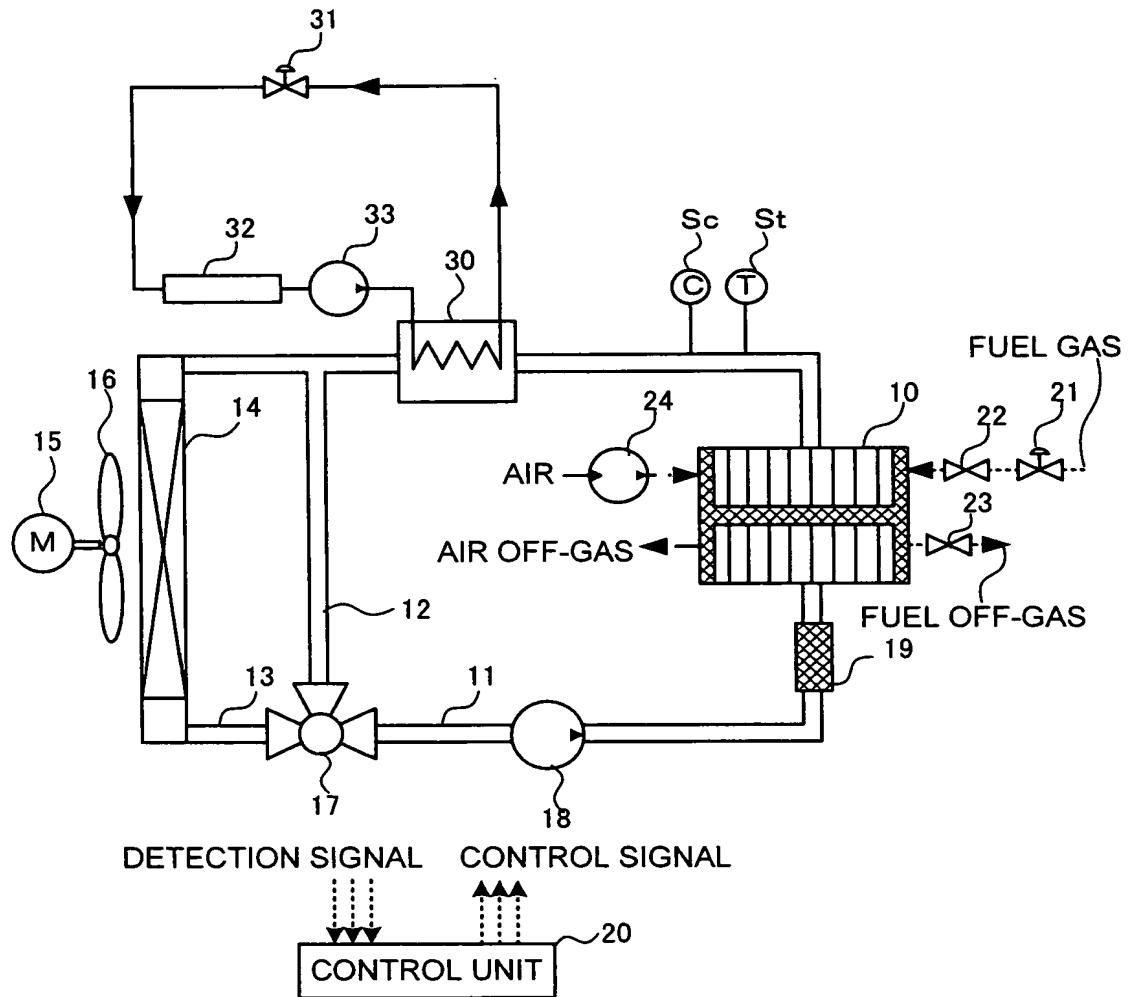 31
Sc
St
32
33
30
FUEL GAS
16
14
24
10
21
22
15
AIR
M
C
T
23
AIR OFF-GAS
12
FUEL OFF-GAS
13
11
19
17
18
DETECTION SIGNAL
CONTROL SIGNAL
20
CONTROL UNIT